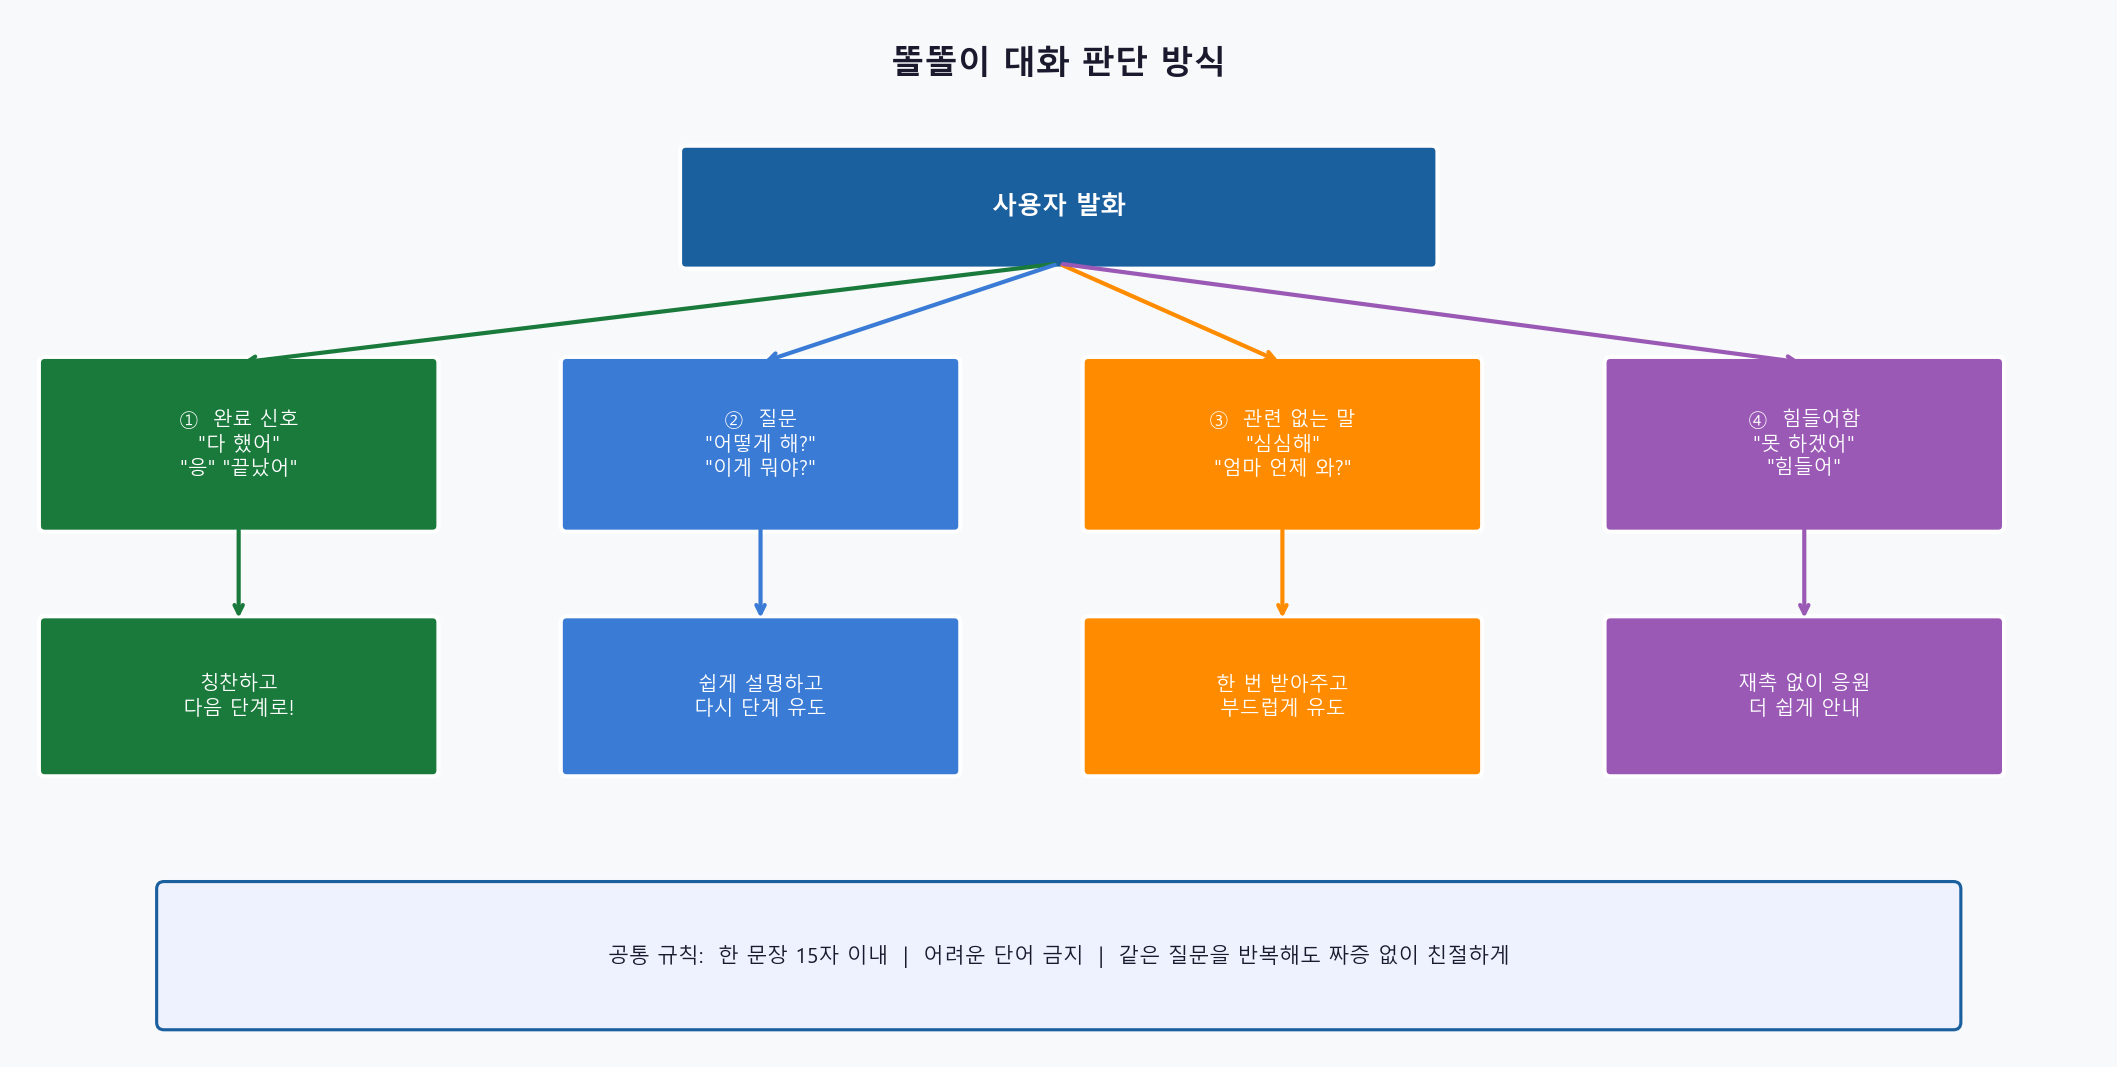 똘똘이 대화 판단 방식
사용자 발화
① 완료 신호
"다 했어"
"응" "끝났어"
② 질문
"어떻게 해?"
"이게 뭐야?"
③ 관련 없는 말
"심심해"
"엄마 언제 와?"
④ 힘들어함
"못 하겠어"
"힘들어"
칭찬하고
다음 단계로!
쉽게 설명하고
다시 단계 유도
한 번 받아주고
부드럽게 유도
재촉 없이 응원
더 쉽게 안내
공통 규칙: 한 문장 15자 이내 | 어려운 단어 금지 | 같은 질문을 반복해도 짜증 없이 친절하게